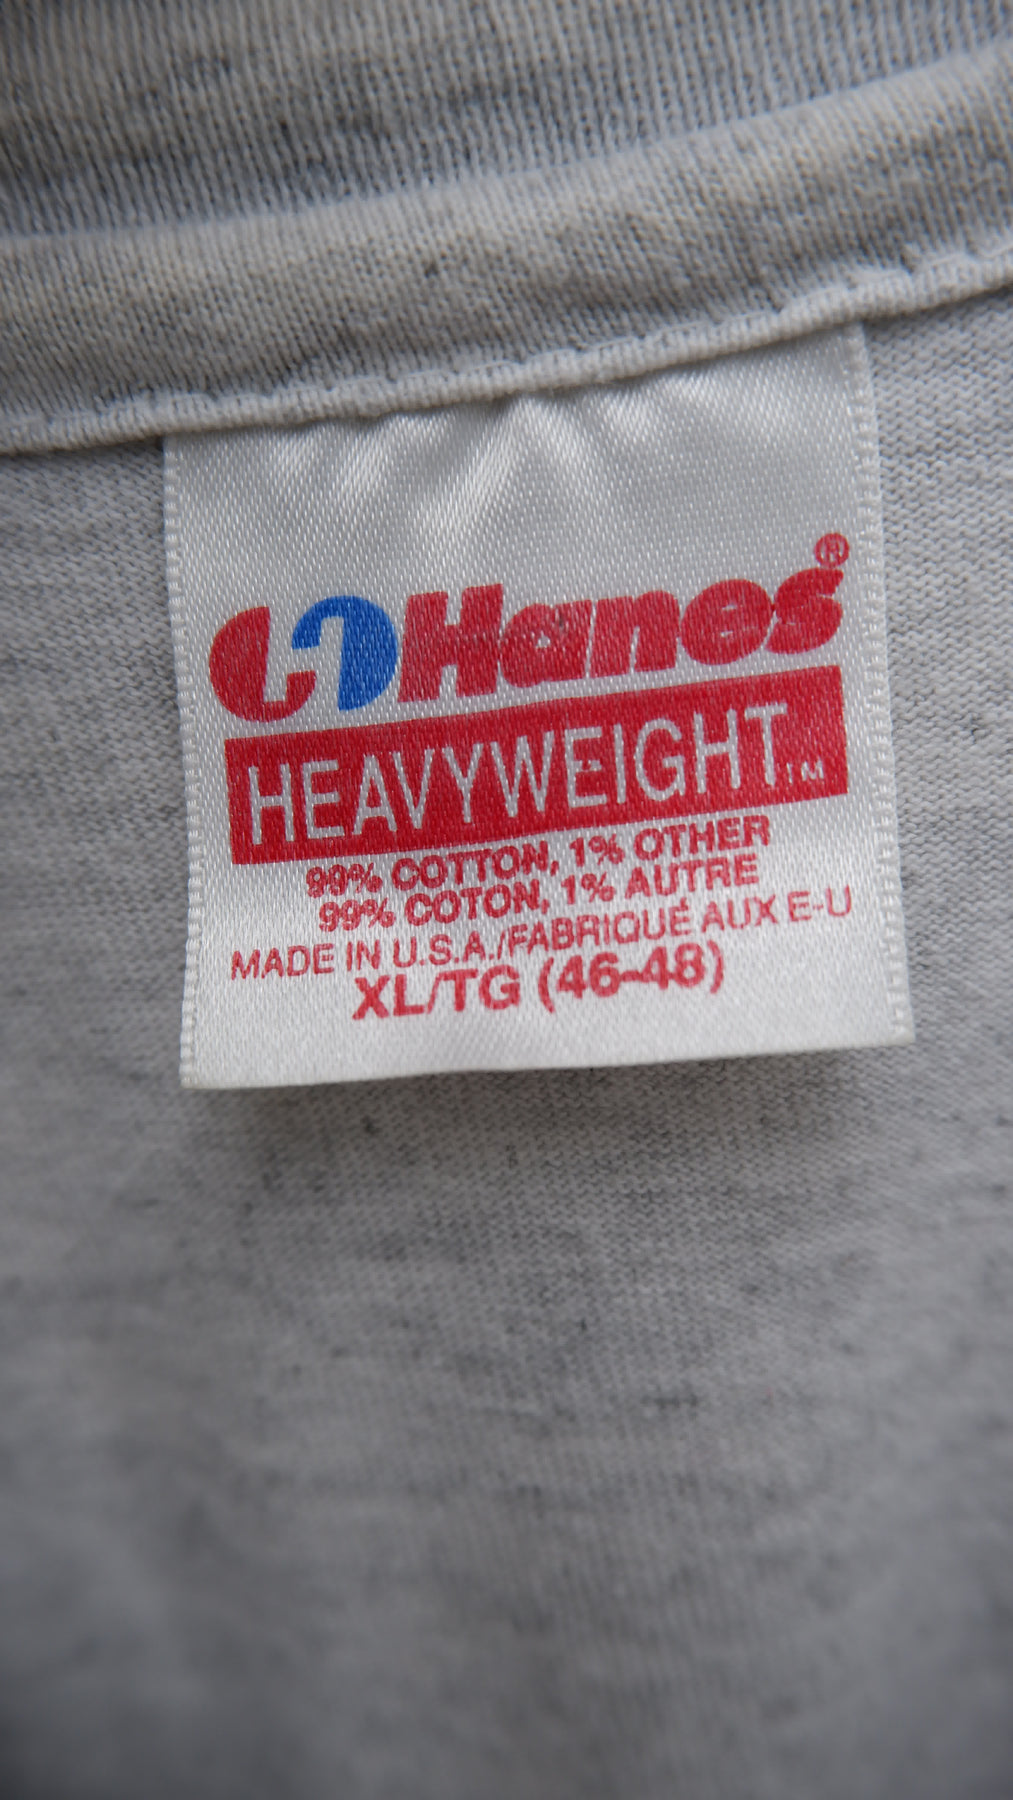 Hanes®
HEAVYWEIGHT™
99% COTTON, 1% OTHER
99% COTON, 1% AUTRE
MADE IN U.S.A./FABRIQUÉ AUX E-U
XL/TG (46-48)